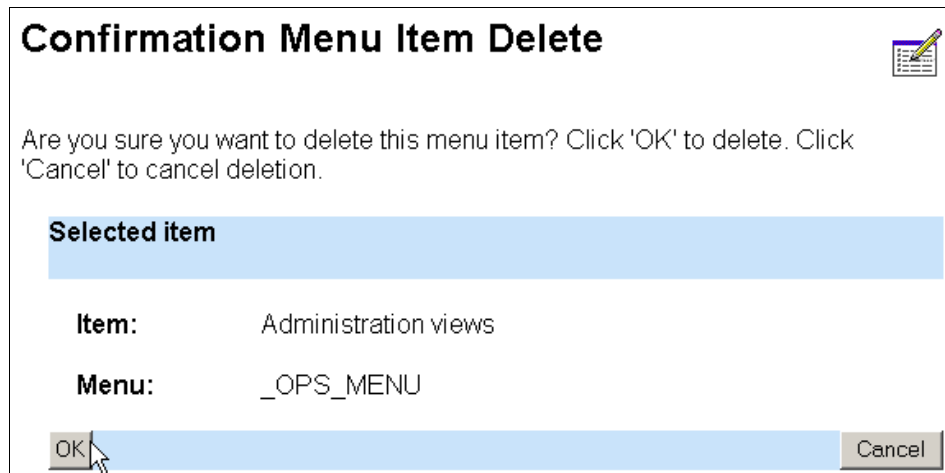 Confirmation Menu Item Delete
Are you sure you want to delete this menu item? Click 'OK' to delete. Click
'Cancel' to cancel deletion.
Selected item
Item: Administration views
Menu: _OPS_MENU
OK Cancel